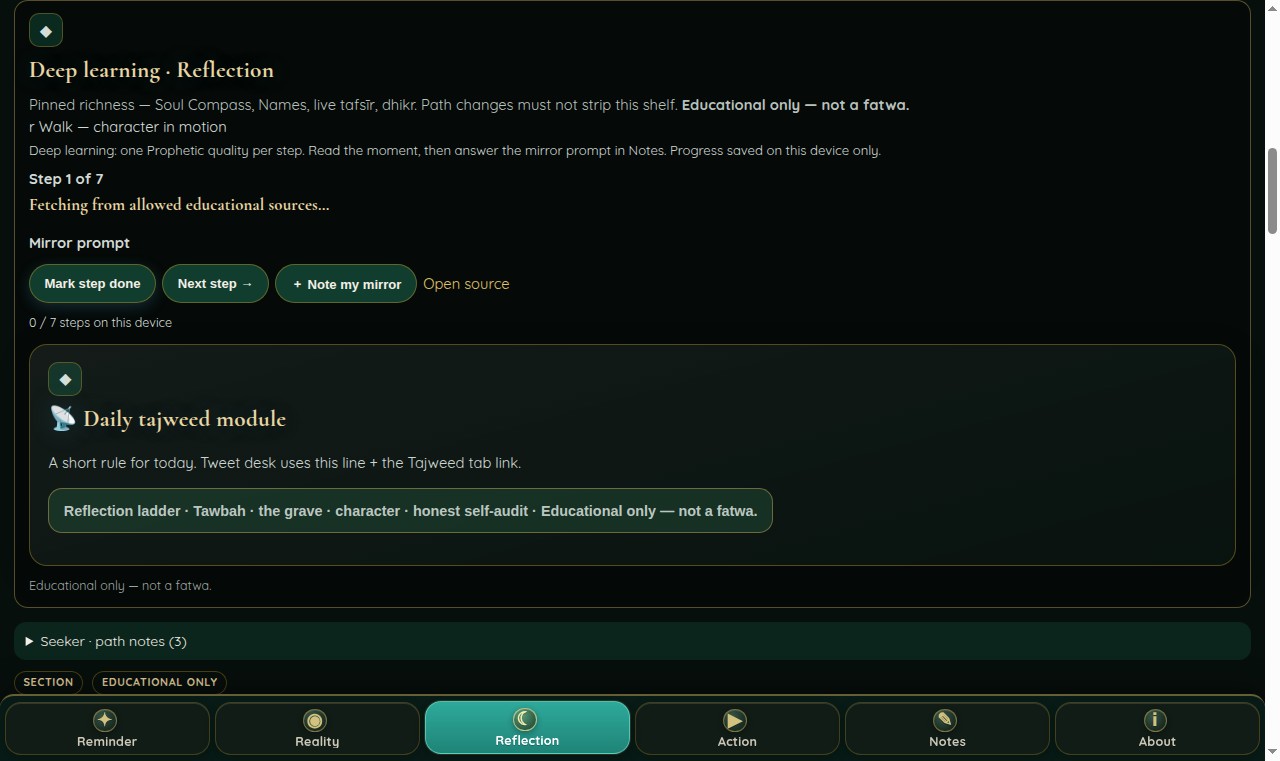 Deep learning · Reflection
Pinned richness — Soul Compass, Names, live tafsīr, dhikr. Path changes must not strip this shelf. Educational only — not a fatwa.
r Walk — character in motion
Deep learning: one Prophetic quality per step. Read the moment, then answer the mirror prompt in Notes. Progress saved on this device only.
Step 1 of 7
Fetching from allowed educational sources…
Mirror prompt
Mark step done
Next step →
+ Note my mirror
Open source
0 / 7 steps on this device
📡 Daily tajweed module
A short rule for today. Tweet desk uses this line + the Tajweed tab link.
Reflection ladder · Tawbah · the grave · character · honest self-audit · Educational only — not a fatwa.
Educational only — not a fatwa.
▶ Seeker · path notes (3)
SECTION
EDUCATIONAL ONLY
Reminder
Reality
Reflection
Action
Notes
About